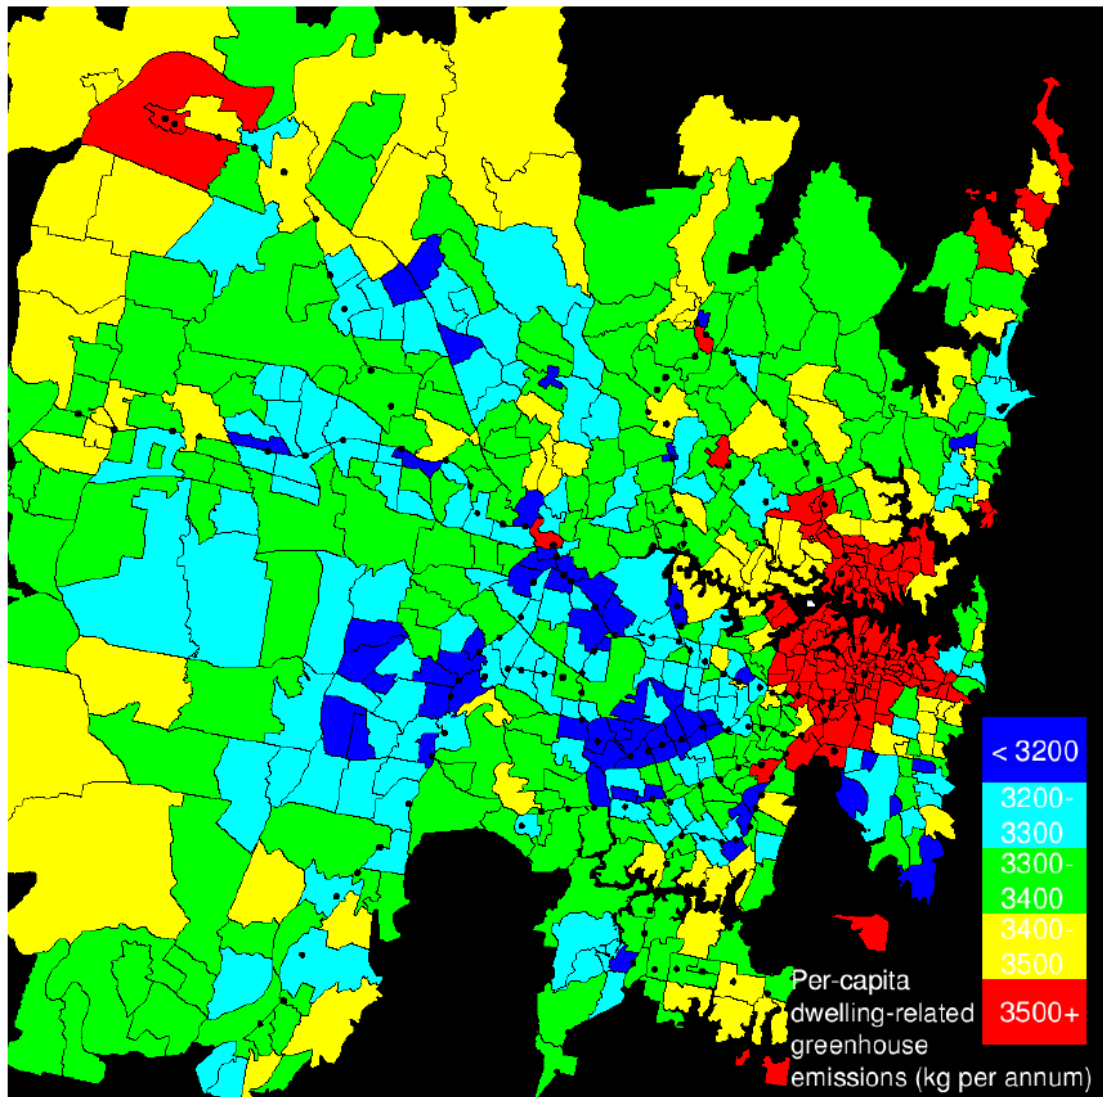 < 3200
3200-
3300
3300-
3400
3400-
3500
3500+
Per-capita
dwelling-related
greenhouse
emissions (kg per annum)